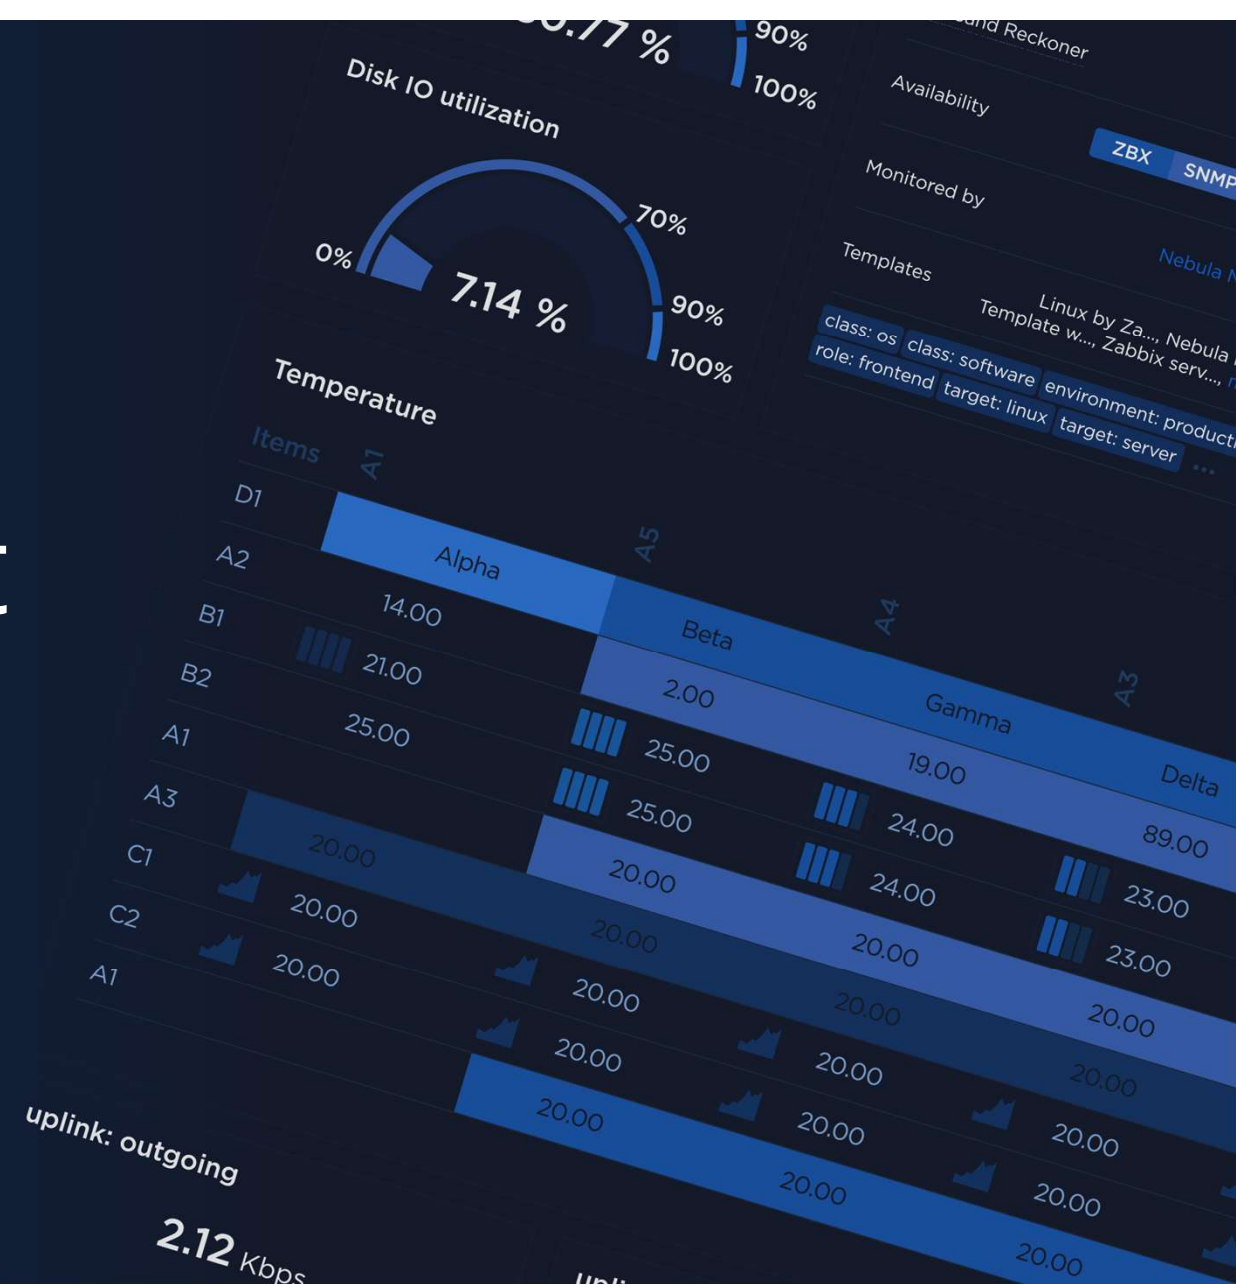 .77 %
90%
100%
Disk IO utilization
0%
70%
90%
100%
7.14 %
Reckoner
Availability
ZBX SNMP
Monitored by
Nebula
Templates
Linux by Za..., Nebula
Template w..., Zabbix serv...,
class: os class: software environment: producti
role: frontend target: linux target: server ...
Temperature
Items A1 A5 A4 A3
D1 Alpha Beta Gamma Delta
A2 14.00 2.00 19.00 89.00
B1 21.00 25.00 24.00 23.00
B2 25.00 25.00 24.00 23.00
A1 20.00 20.00 20.00
A3 20.00 20.00 20.00 20.00
C1 20.00 20.00 20.00 20.00
C2 20.00 20.00 20.00 20.00
A1 20.00 20.00 20.00
uplink: outgoing
2.12 Kbps